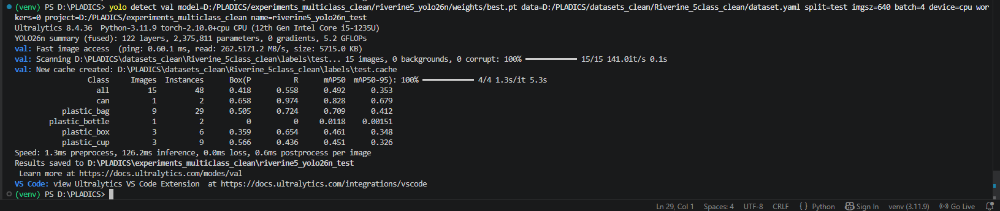 (venv) PS D:\PLADICS> yolo detect val model=D:/PLADICS/experiments_multiclass_clean/riverine5_yolo26n/weights/best.pt data=D:/PLADICS/datasets_clean/Riverine_5class_clean/dataset.yaml split=test imgsz=640 batch=4 device=cpu wor
kers=0 project=D:/PLADICS/experiments_multiclass_clean name=riverine5_yolo26n_test
Ultralytics 8.4.36 Python-3.11.9 torch-2.10.0+cpu CPU (12th Gen Intel Core i5-1235U)
YOLO26n summary (fused): 122 layers, 2,375,811 parameters, 0 gradients, 5.2 GFLOPs
val: Fast image access (ping: 0.60.1 ms, read: 262.5171.2 MB/s, size: 5715.0 KB)
val: Scanning D:\PLADICS\datasets_clean\Riverine_5class_clean\labels\test... 15 images, 0 backgrounds, 0 corrupt: 100% 15/15 141.0it/s 0.1s
val: New cache created: D:\PLADICS\datasets_clean\Riverine_5class_clean\labels\test.cache
Class Images Instances Box(P R mAP50 mAP50-95): 100% 4/4 1.3s/it 5.3s
all 15 48 0.418 0.558 0.492 0.353
can 1 2 0.658 0.974 0.828 0.679
plastic_bag 9 29 0.505 0.724 0.709 0.412
plastic_bottle 1 2 0 0 0.0118 0.00151
plastic_box 3 6 0.359 0.654 0.461 0.348
plastic_cup 3 9 0.566 0.436 0.451 0.326
Speed: 1.3ms preprocess, 126.2ms inference, 0.0ms loss, 0.6ms postprocess per image
Results saved to D:\PLADICS\experiments_multiclass_clean\riverine5_yolo26n_test
Learn more at https://docs.ultralytics.com/modes/val
VS Code: view Ultralytics VS Code Extension at https://docs.ultralytics.com/integrations/vscode
(venv) PS D:\PLADICS>
Ln 29, Col 1 Spaces: 4 UTF-8 CRLF { } Python Sign In venv (3.11.9) Go Live